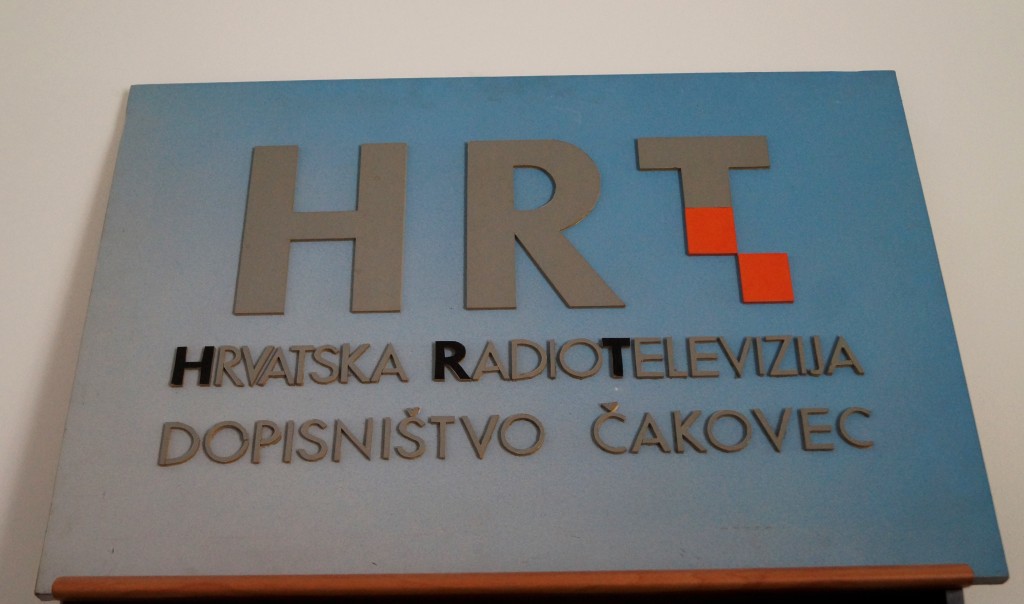 HRT
HRVATSKA RADIOTELEVIZIJA
DOPISNIŠTVO ČAKOVEC